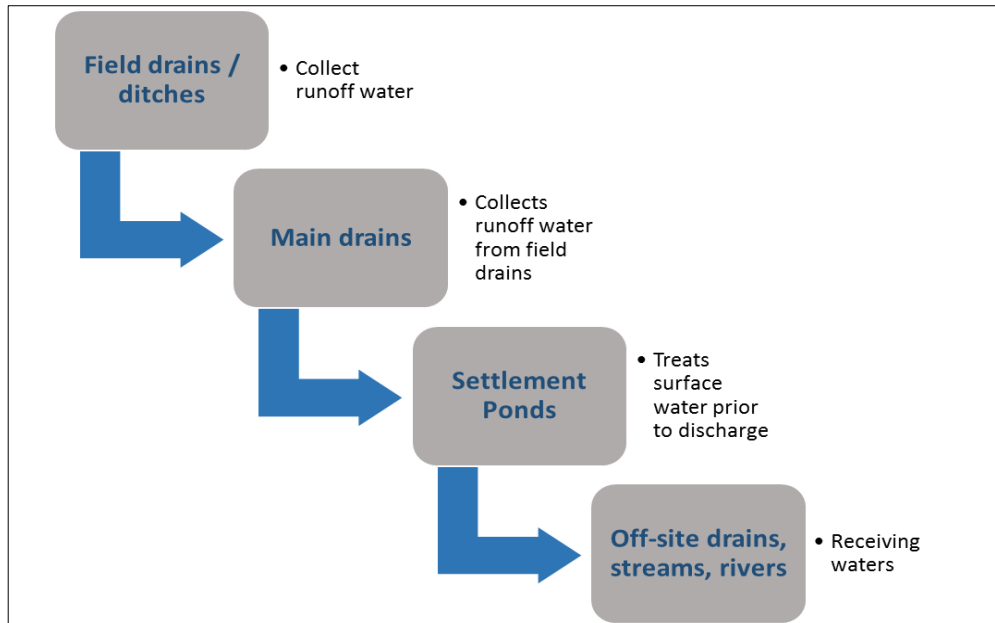 Field drains /
ditches
• Collect
runoff water
Main drains
• Collects
runoff water
from field
drains
Settlement
Ponds
• Treats
surface
water prior
to discharge
Off-site drains,
streams, rivers
• Receiving
waters